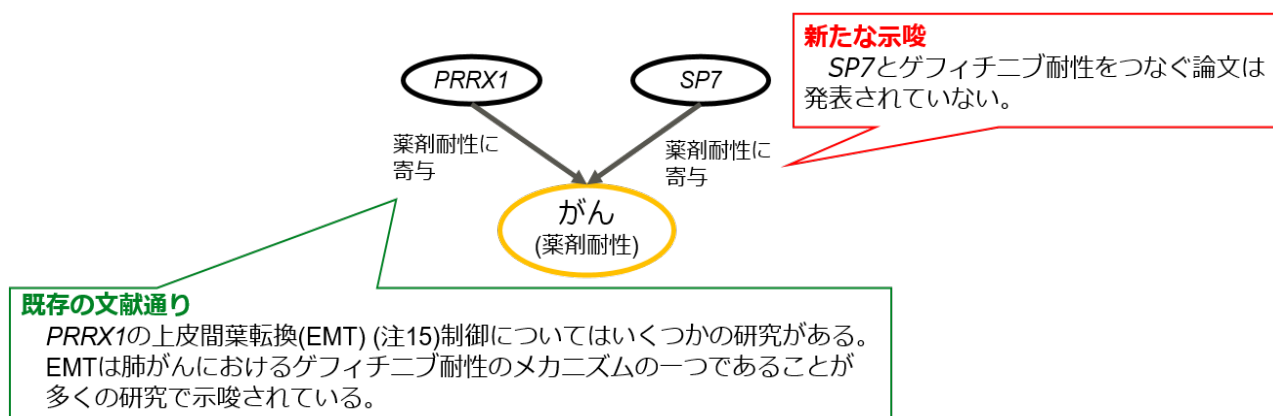 新たな示唆
SP7とゲフィチニブ耐性をつなぐ論文は
発表されていない。
PRRX1
SP7
薬剤耐性に
寄与
薬剤耐性に
寄与
がん
(薬剤耐性)
既存の文献通り
PRRX1の上皮間葉転換(EMT) (注15)制御についてはいくつかの研究がある。
EMTは肺がんにおけるゲフィチニブ耐性のメカニズムの一つであることが
多くの研究で示唆されている。